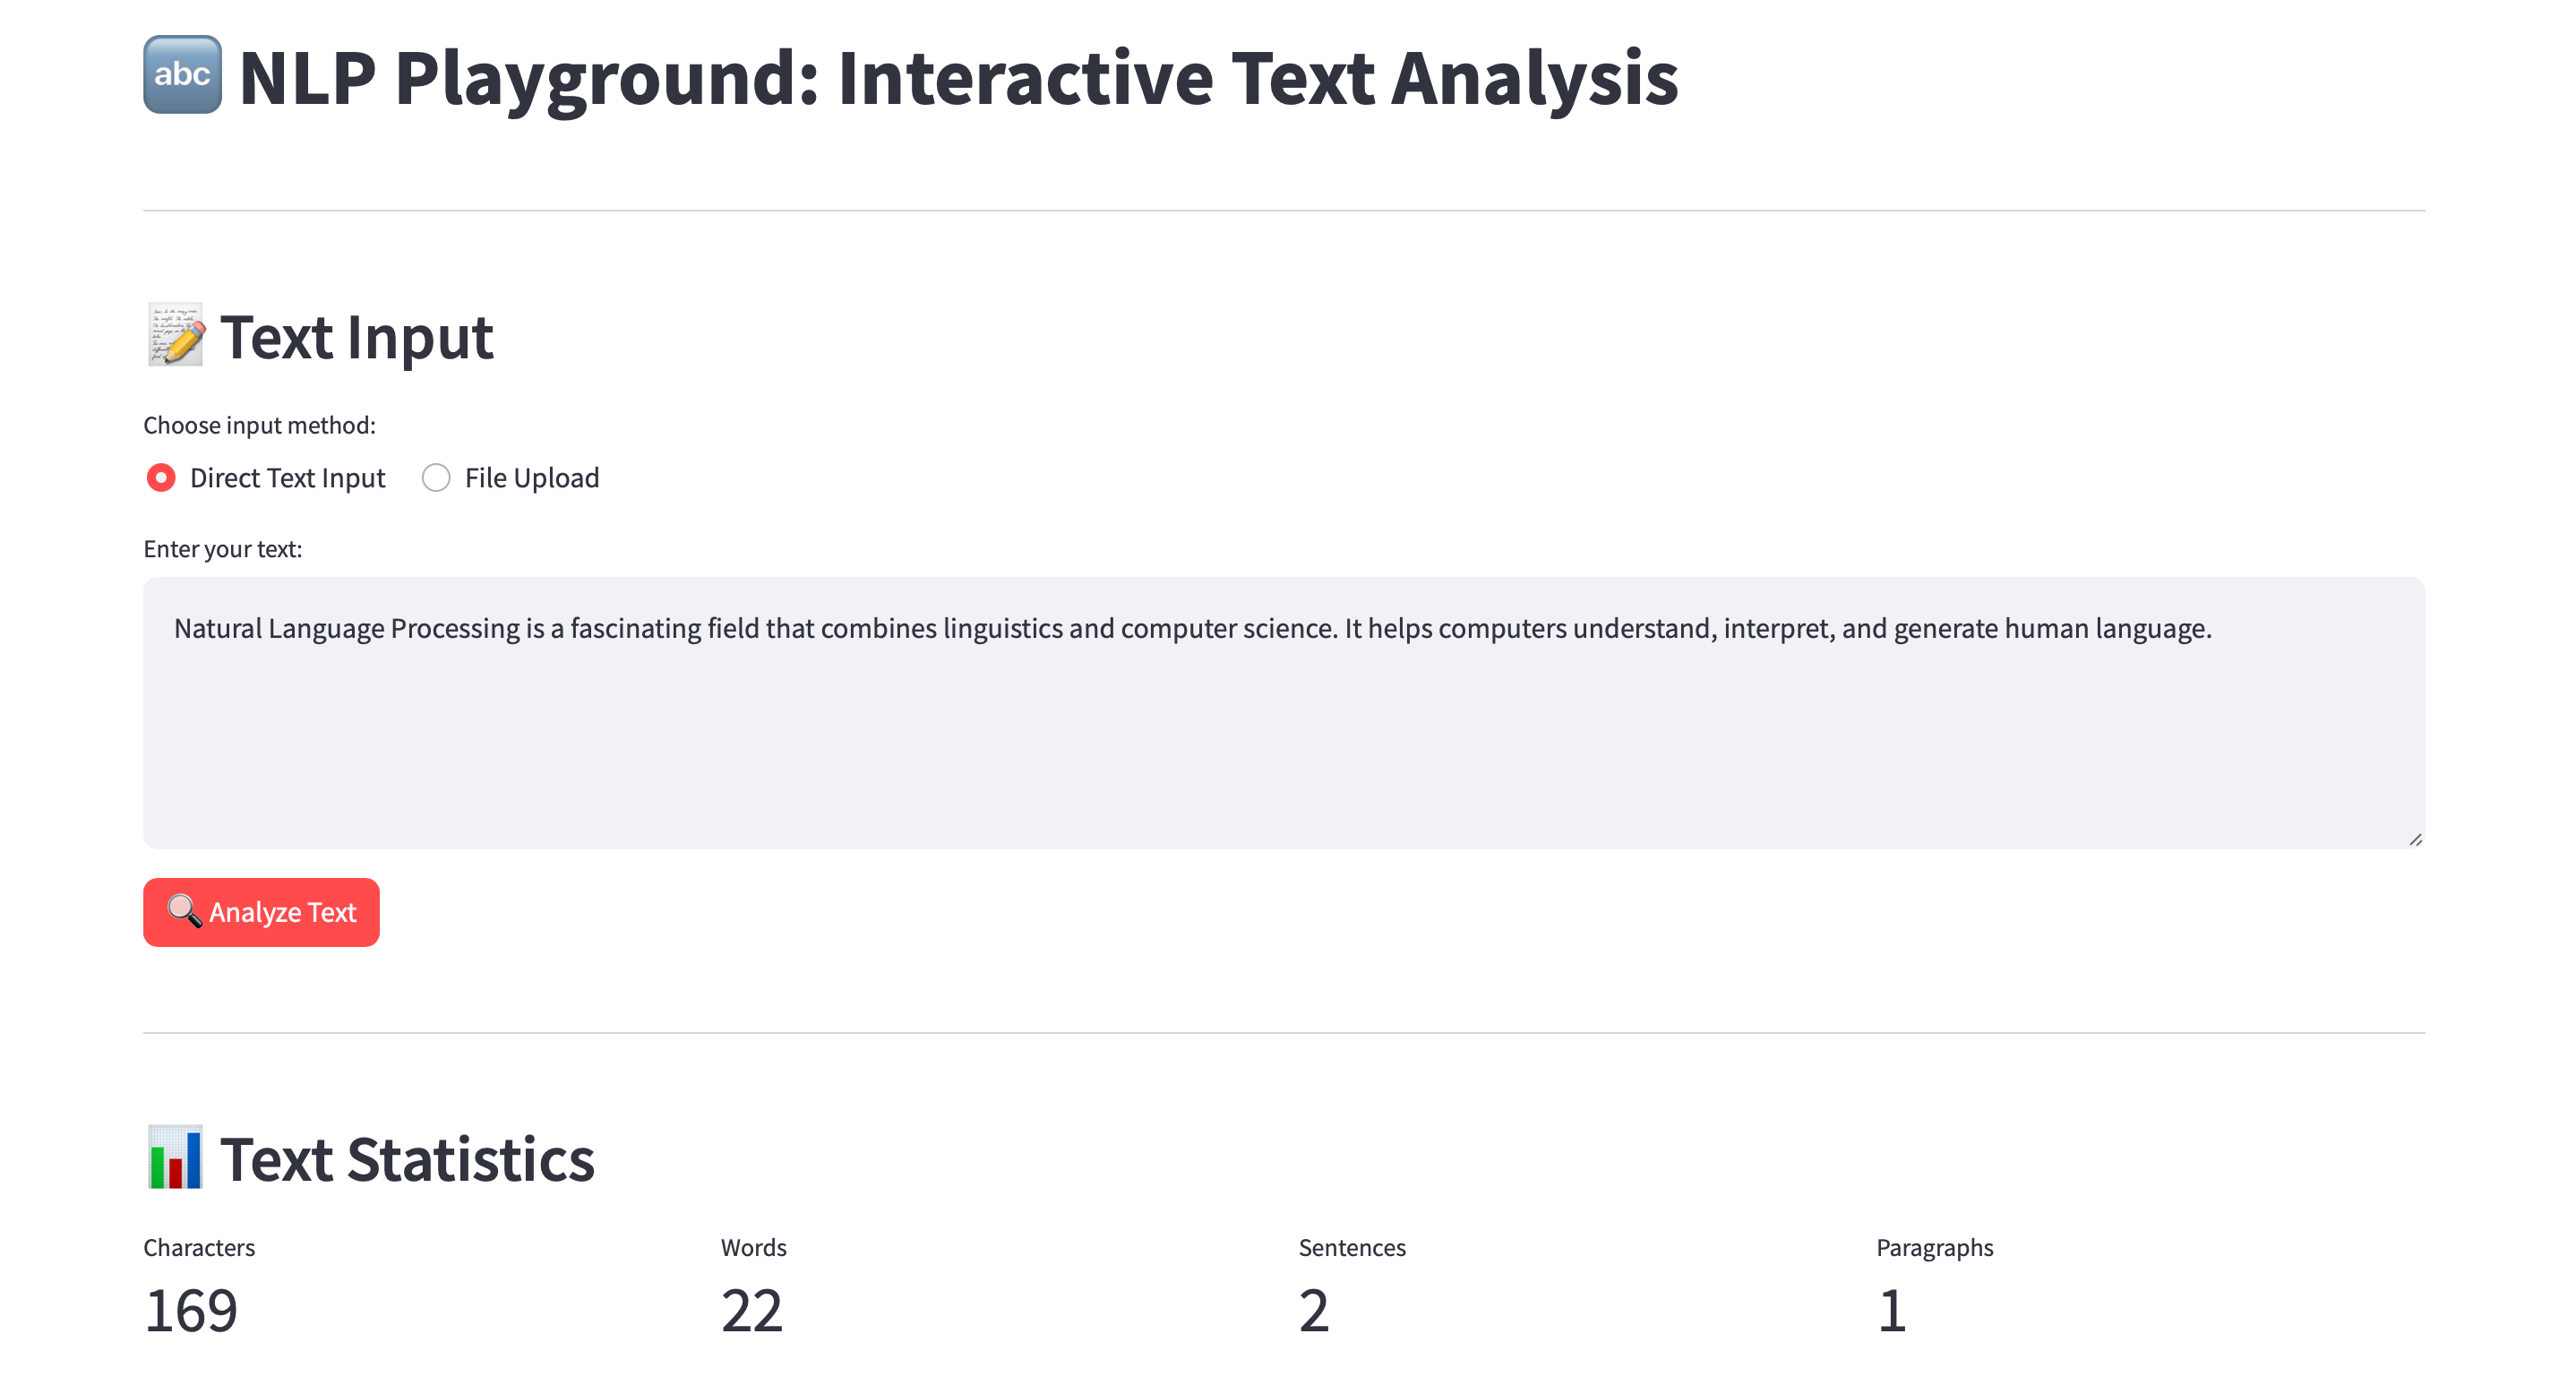 abc NLP Playground: Interactive Text Analysis
Text Input
Choose input method:
Direct Text Input File Upload
Enter your text:
Natural Language Processing is a fascinating field that combines linguistics and computer science. It helps computers understand, interpret, and generate human language.
Analyze Text
Text Statistics
Characters Words Sentences Paragraphs
169 22 2 1